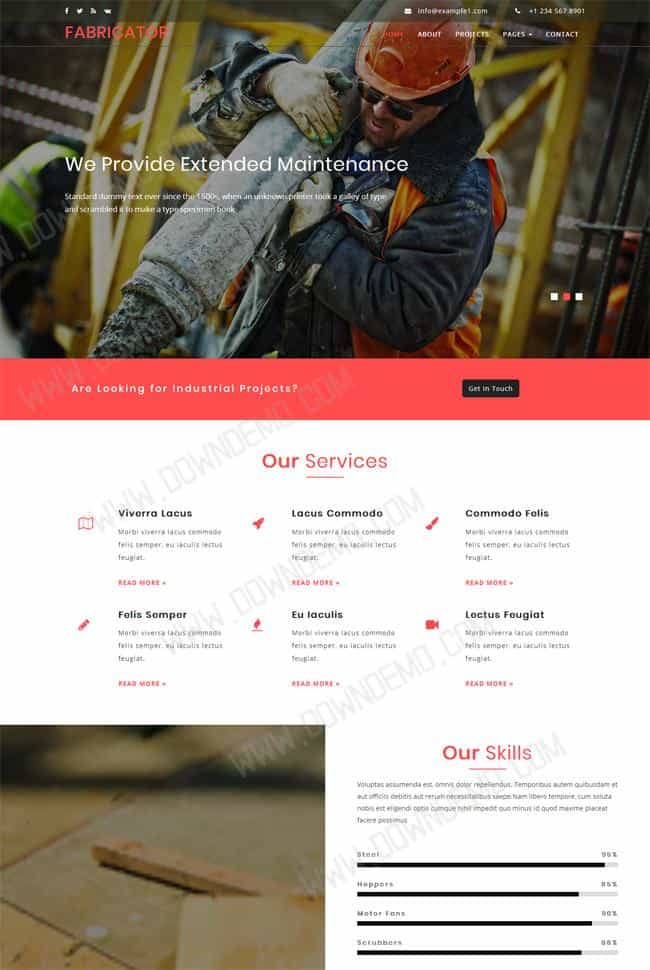 info@example1.com +1 234 567 8901
FABRICATOR
HOME ABOUT PROJECTS PAGES CONTACT
We Provide Extended Maintenance
Standard dummy text ever since the 1500s, when an unknown printer took a galley of type
and scrambled it to make a type specimen book
Are Looking for Industrial Projects?
Get In Touch
Our Services
Viverra Lacus
Morbi viverra lacus commodo
felis semper, eu iaculis lectus
feugiat.
READ MORE »
Lacus Commodo
Morbi viverra lacus commodo
felis semper, eu iaculis lectus
feugiat.
READ MORE »
Commodo Felis
Morbi viverra lacus commodo
felis semper, eu iaculis lectus
feugiat.
READ MORE »
Felis Semper
Morbi viverra lacus commodo
felis semper, eu iaculis lectus
feugiat.
READ MORE »
Eu Iaculis
Morbi viverra lacus commodo
felis semper, eu iaculis lectus
feugiat.
READ MORE »
Lectus Feugiat
Morbi viverra lacus commodo
felis semper, eu iaculis lectus
feugiat.
READ MORE »
Our Skills
Voluptas assumenda est, omnis dolor repellendus. Temporibus autem quibusdam et
aut officiis debitis aut rerum necessitatibus saepe.Nam libero tempore, cum soluta
nobis est eligendi optio cumque nihil impedit quo minus id quod maxime placeat
facere possimus
Steel 95%
Hoppers 85%
Motor Fans 90%
Scrubbers 86%
WWW.DOWNDEMO.COM
WWW.DOWNDEMO.COM
WWW.DOWNDEMO.COM
WWW.DOWNDEMO.COM